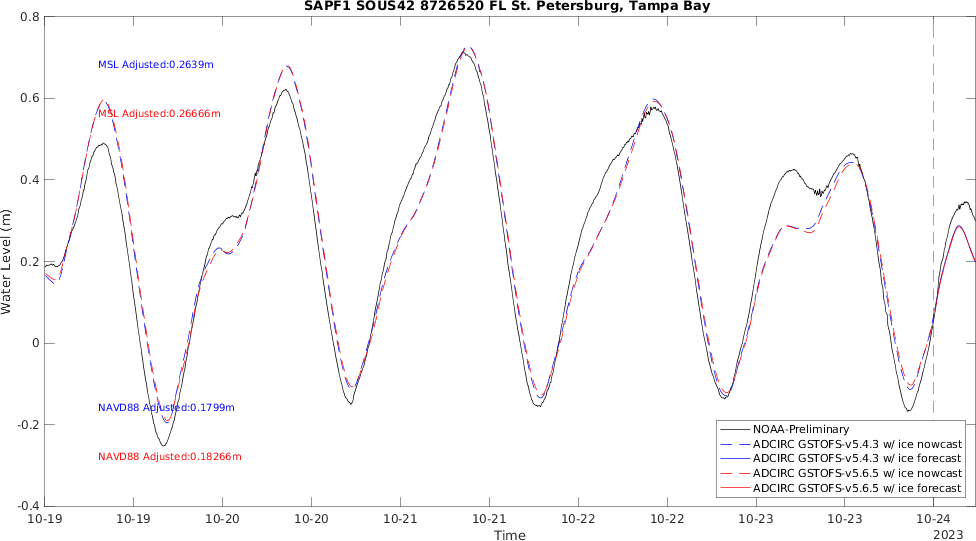 SAPF1 SOUS42 8726520 FL St. Petersburg, Tampa Bay
Water Level (m)
0.8
0.6
0.4
0.2
0
-0.2
-0.4
MSL Adjusted:0.2639m
MSL Adjusted:0.26666m
NAVD88 Adjusted:0.1799m
NAVD88 Adjusted:0.18266m
NOAA-Preliminary
ADCIRC GSTOFS-v5.4.3 w/ ice nowcast
ADCIRC GSTOFS-v5.4.3 w/ ice forecast
ADCIRC GSTOFS-v5.6.5 w/ ice nowcast
ADCIRC GSTOFS-v5.6.5 w/ ice forecast
10-19 10-19 10-20 10-20 10-21 10-21 10-22 10-22 10-23 10-23 10-24
2023
Time